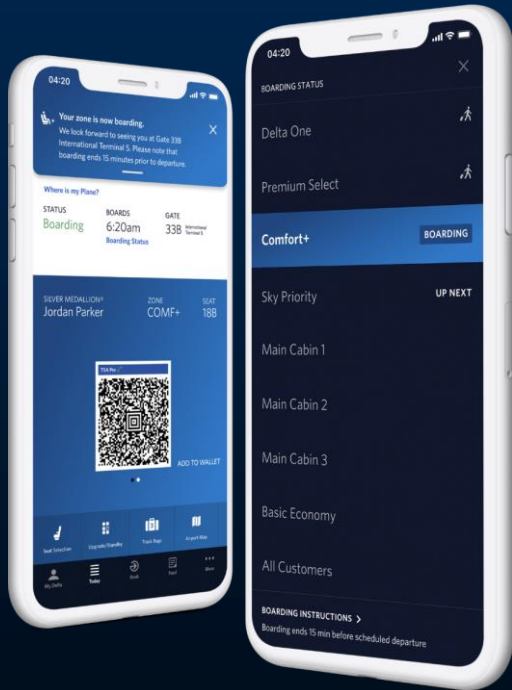 04:20
Your zone is now boarding.
We look forward to seeing you at Gate 33B
International Terminal 5. Please note that
boarding ends 15 minutes prior to departure.
Where is my Plane?
STATUS
Boarding
BOARDS
6:20am
Boarding Status
GATE
33B
International
Terminal 5
SILVER MEDALLION®
Jordan Parker
ZONE
COMF+
SEAT
18B
TSA Pre✓
ADD TO WALLET
Seat Selection
Upgrade/Standby
Track Bags
Airport Map
My Delta
Today
Book
Feed
More
04:20
BOARDING STATUS
Delta One
Premium Select
Comfort+
BOARDING
Sky Priority
UP NEXT
Main Cabin 1
Main Cabin 2
Main Cabin 3
Basic Economy
All Customers
BOARDING INSTRUCTIONS >
Boarding ends 15 min before scheduled departure